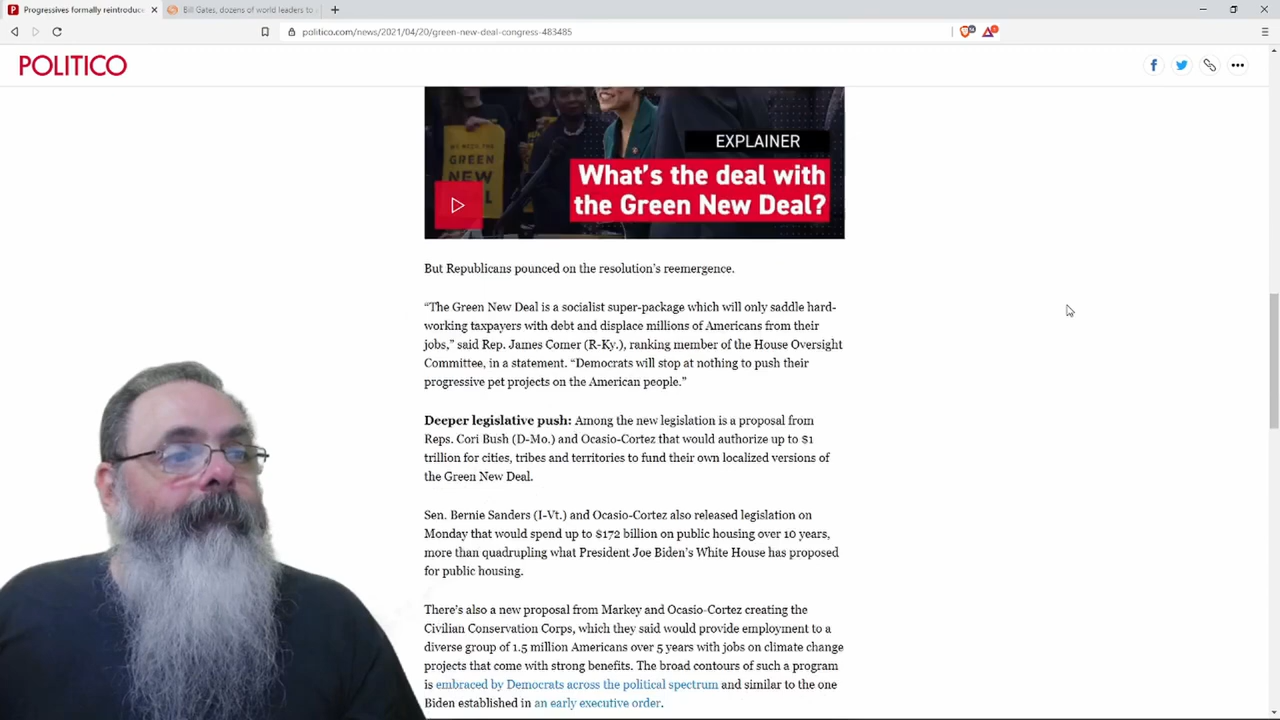 Progressives formally reintroduc
Bill Gates, dozens of world leaders to
politico.com/news/2021/04/20/green-new-deal-congress-483485
POLITICO
GREEN
NEW
EXPLAINER
What's the deal with
the Green New Deal?
But Republicans pounced on the resolution's reemergence.
“The Green New Deal is a socialist super-package which will only saddle hard-
working taxpayers with debt and displace millions of Americans from their
jobs,” said Rep. James Comer (R-Ky.), ranking member of the House Oversight
Committee, in a statement. “Democrats will stop at nothing to push their
progressive pet projects on the American people.”
Deeper legislative push: Among the new legislation is a proposal from
Reps. Cori Bush (D-Mo.) and Ocasio-Cortez that would authorize up to $1
trillion for cities, tribes and territories to fund their own localized versions of
the Green New Deal.
Sen. Bernie Sanders (I-Vt.) and Ocasio-Cortez also released legislation on
Monday that would spend up to $172 billion on public housing over 10 years,
more than quadrupling what President Joe Biden's White House has proposed
for public housing.
There's also a new proposal from Markey and Ocasio-Cortez creating the
Civilian Conservation Corps, which they said would provide employment to a
diverse group of 1.5 million Americans over 5 years with jobs on climate change
projects that come with strong benefits. The broad contours of such a program
is embraced by Democrats across the political spectrum and similar to the one
Biden established in an early executive order.